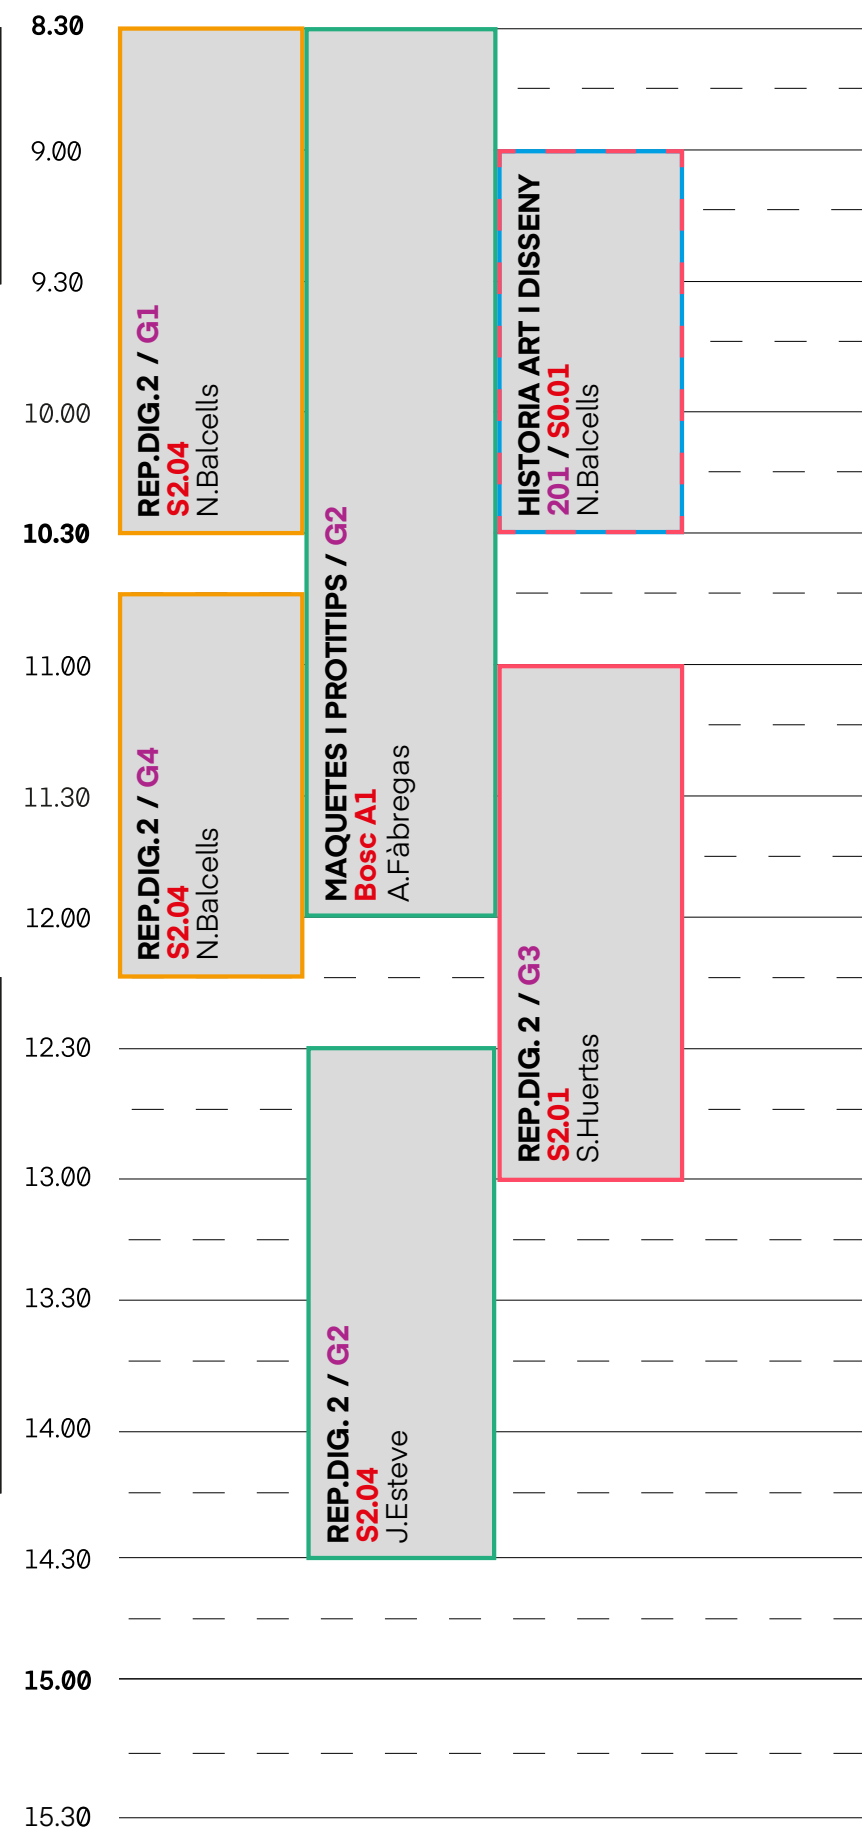 8.30
9.00
9.30
10.00
10.30
11.00
11.30
12.00
12.30
13.00
13.30
14.00
14.30
15.00
15.30
REP.DIG.2 / G1
S2.04
N.Balcells
REP.DIG.2 / G4
S2.04
N.Balcells
MAQUETES I PROTITIPS / G2
Bosc A1
A.Fàbregas
REP.DIG. 2 / G2
S2.04
J.Esteve
HISTORIA ART I DISSENY
201 / S0.01
N.Balcells
REP.DIG. 2 / G3
S2.01
S.Huertas